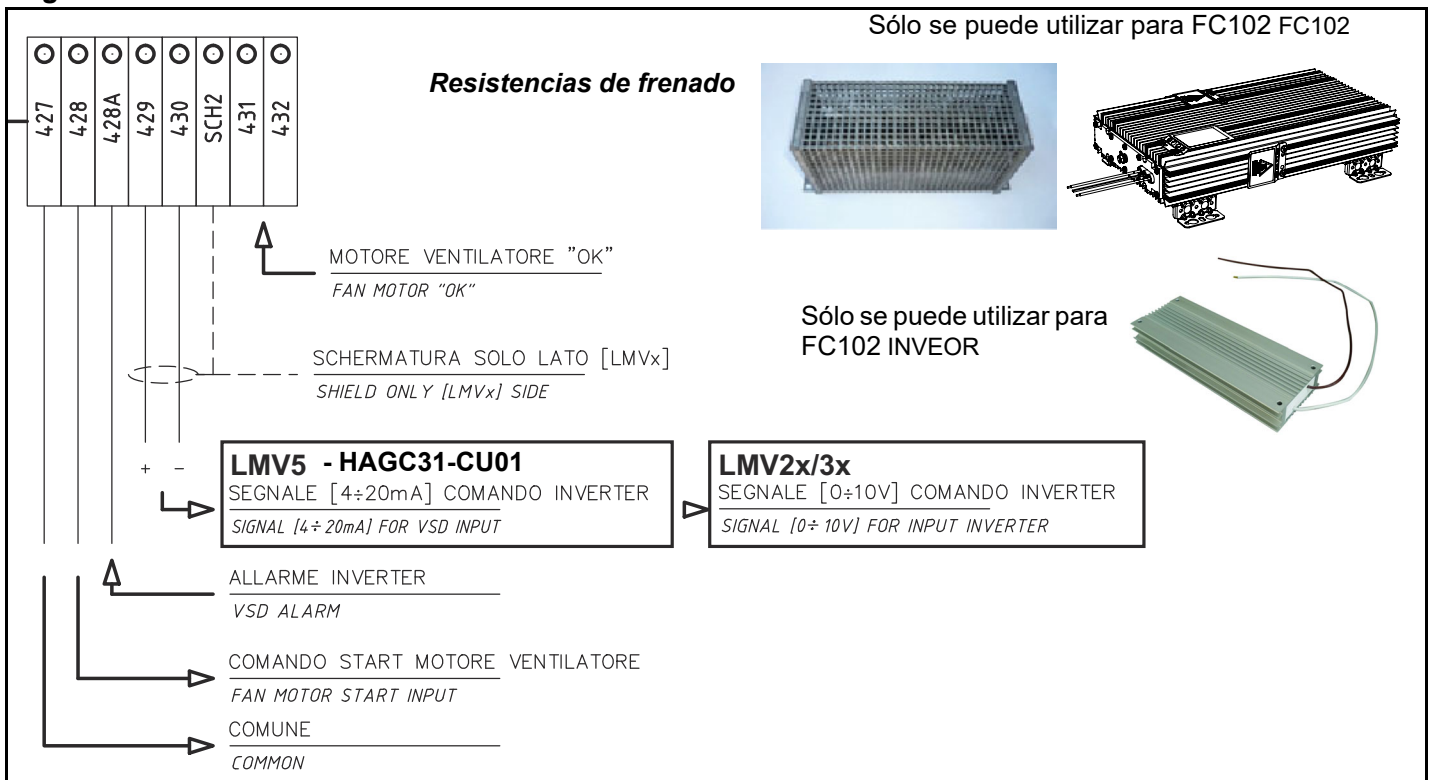 Sólo se puede utilizar para FC102 FC102
Resistencias de frenado
427
428
428A
429
430
SCH2
431
432
MOTORE VENTILATORE "OK"
FAN MOTOR "OK"
Sólo se puede utilizar para
FC102 INVEOR
SCHERMATURA SOLO LATO [LMVx]
SHIELD ONLY [LMVx] SIDE
+ -
LMV5 - HAGC31-CU01
SEGNALE [4÷20mA] COMANDO INVERTER
SIGNAL [4÷20mA] FOR VSD INPUT
LMV2x/3x
SEGNALE [0÷10V] COMANDO INVERTER
SIGNAL [0÷10V] FOR INPUT INVERTER
ALLARME INVERTER
VSD ALARM
COMANDO START MOTORE VENTILATORE
FAN MOTOR START INPUT
COMUNE
COMMON